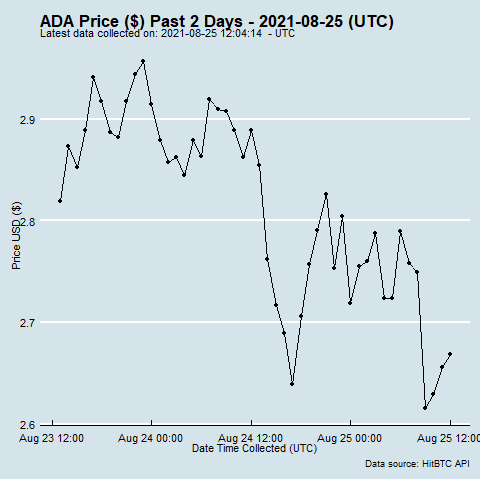 ADA Price ($) Past 2 Days - 2021-08-25 (UTC)
Latest data collected on: 2021-08-25 12:04:14 - UTC
2.9
2.8
2.7
2.6
Price USD ($)
Aug 23 12:00
Aug 24 00:00
Aug 24 12:00
Aug 25 00:00
Aug 25 12:00
Date Time Collected (UTC)
Data source: HitBTC API